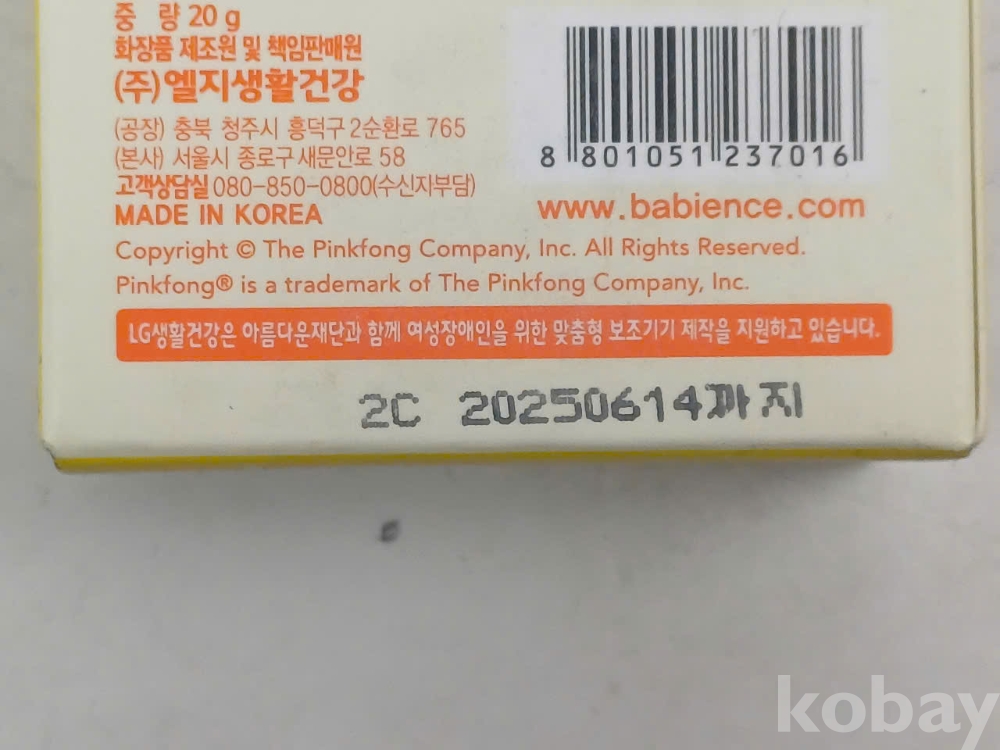 중 량 20 g
화장품 제조원 및 책임판매원
(주)엘지생활건강
(공장) 충북 청주시 흥덕구 2순환로 765
(본사) 서울시 종로구 새문안로 58
고객상담실 080-850-0800(수신자부담)
MADE IN KOREA
8 801051 237016
www.babience.com
Copyright © The Pinkfong Company, Inc. All Rights Reserved.
Pinkfong® is a trademark of The Pinkfong Company, Inc.
LG생활건강은 아름다운재단과 함께 여성장애인을 위한 맞춤형 보조기기 제작을 지원하고 있습니다.
2C 20250614까지
kobay